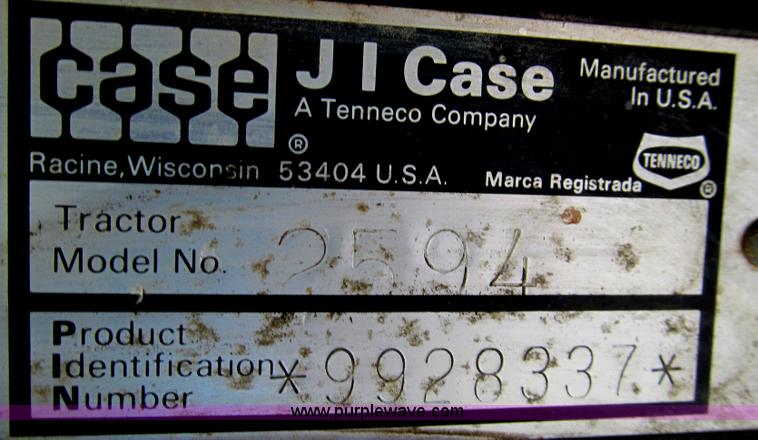 case
J I Case
A Tenneco Company
Manufactured
In U.S.A.
®
Racine, Wisconsin 53404 U.S.A.
Marca Registrada
TENNECO
®
Tractor
Model No. 2594
Product
Identification
Number
*9928337*
www.purplewave.com